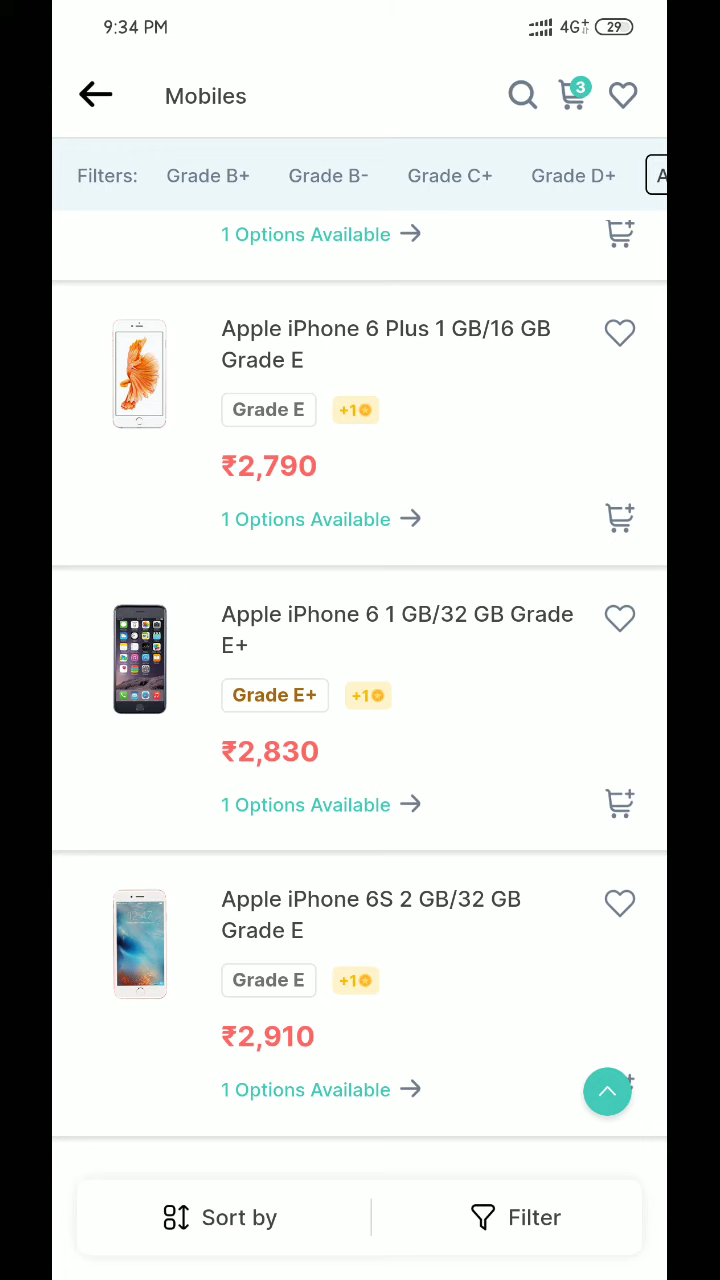 9:34 PM
4G+
29
Mobiles
3
Filters:
Grade B+
Grade B-
Grade C+
Grade D+
A
1 Options Available
Apple iPhone 6 Plus 1 GB/16 GB
Grade E
Grade E
+1
₹2,790
1 Options Available
Apple iPhone 6 1 GB/32 GB Grade
E+
Grade E+
+1
₹2,830
1 Options Available
Apple iPhone 6S 2 GB/32 GB
Grade E
Grade E
+1
₹2,910
1 Options Available
Sort by
Filter